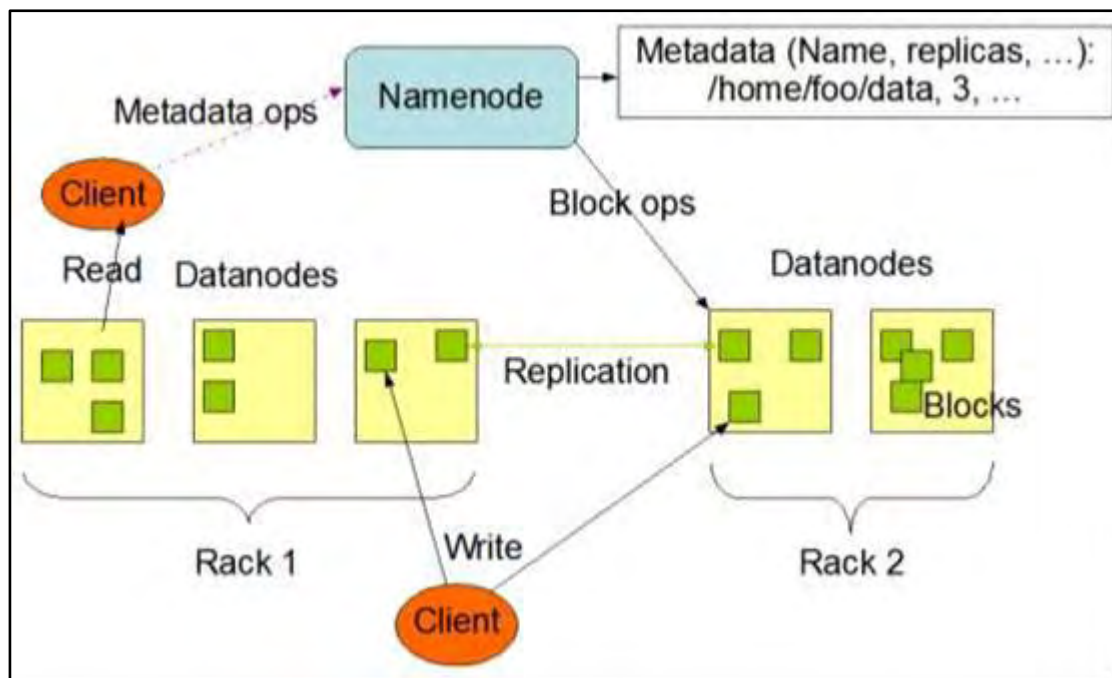 Metadata (Name, replicas, ...):
/home/foo/data, 3, ...
Namenode
Metadata ops
Client
Block ops
Read
Datanodes
Datanodes
Replication
Blocks
Rack 1
Write
Rack 2
Client